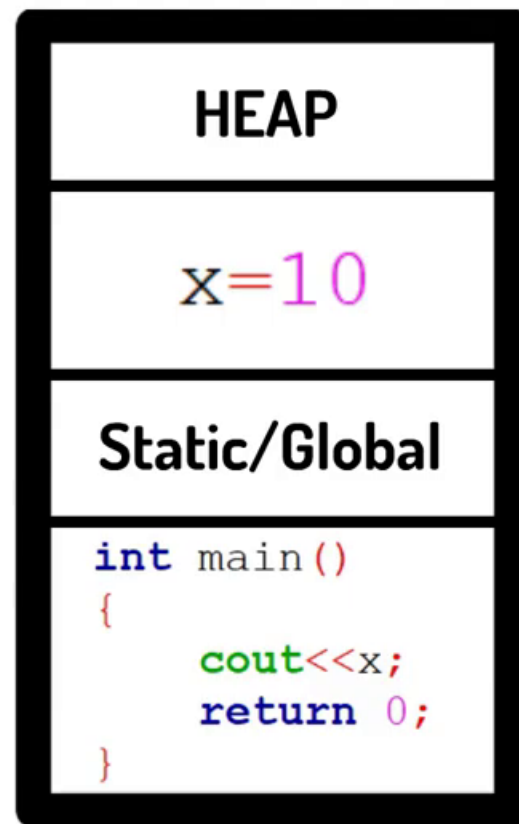 HEAP
x=10
Static/Global
int main()
{
cout<<x;
return 0;
}